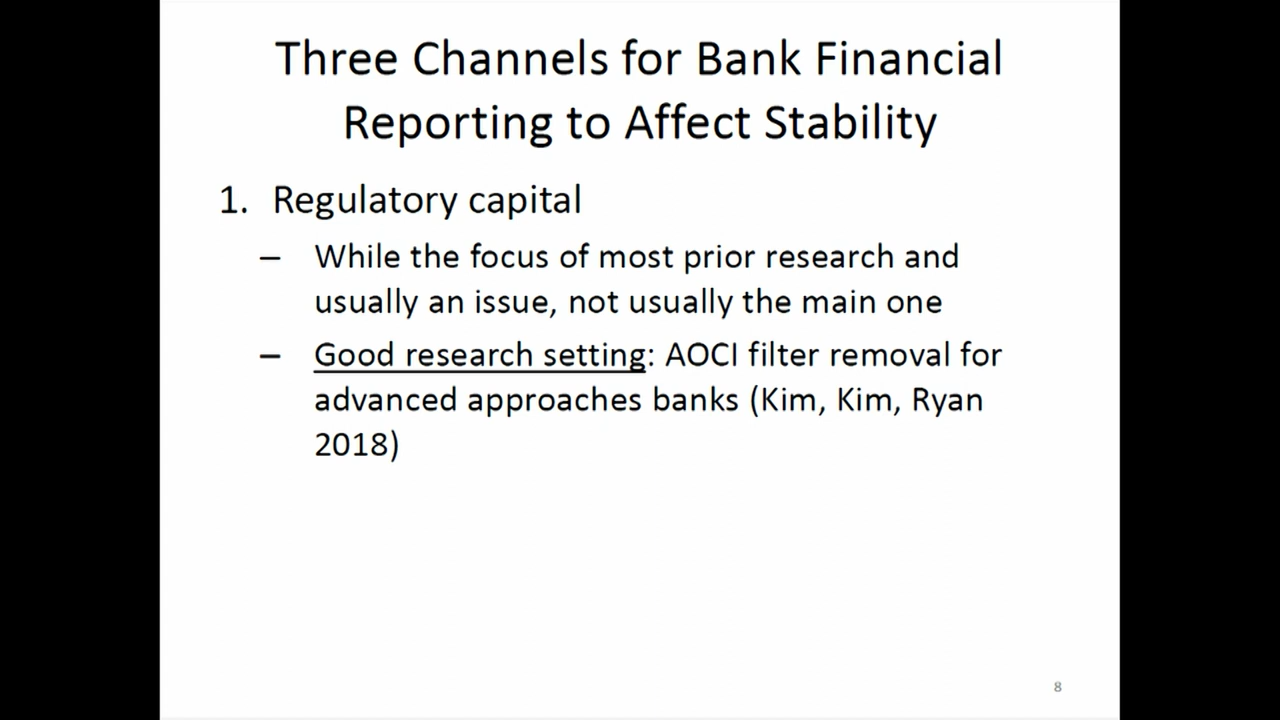 Three Channels for Bank Financial
Reporting to Affect Stability
1. Regulatory capital
– While the focus of most prior research and
usually an issue, not usually the main one
– Good research setting: AOCI filter removal for
advanced approaches banks (Kim, Kim, Ryan
2018)
8